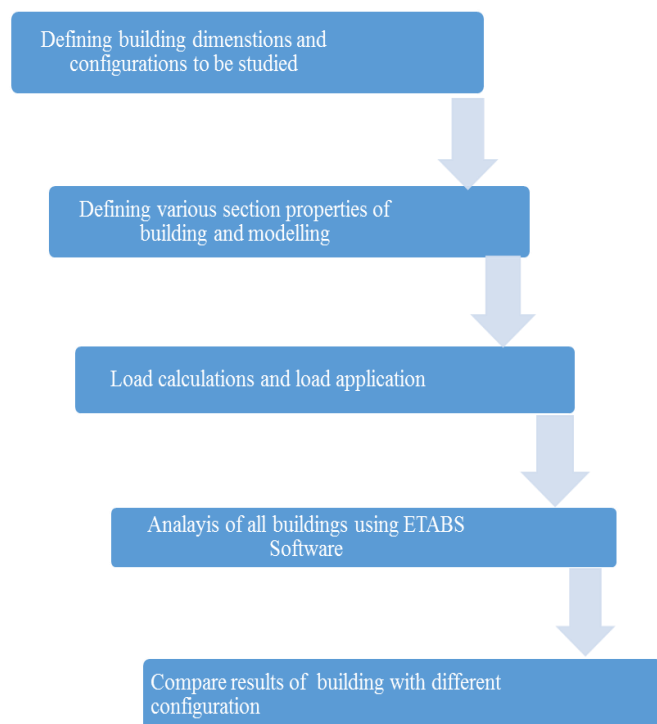 Defining building dimenstions and
configurations to be studied
Defining various section properties of
building and modelling
Load calculations and load application
Analayis of all buildings using ETABS
Software
Compare results of building with different
configuration